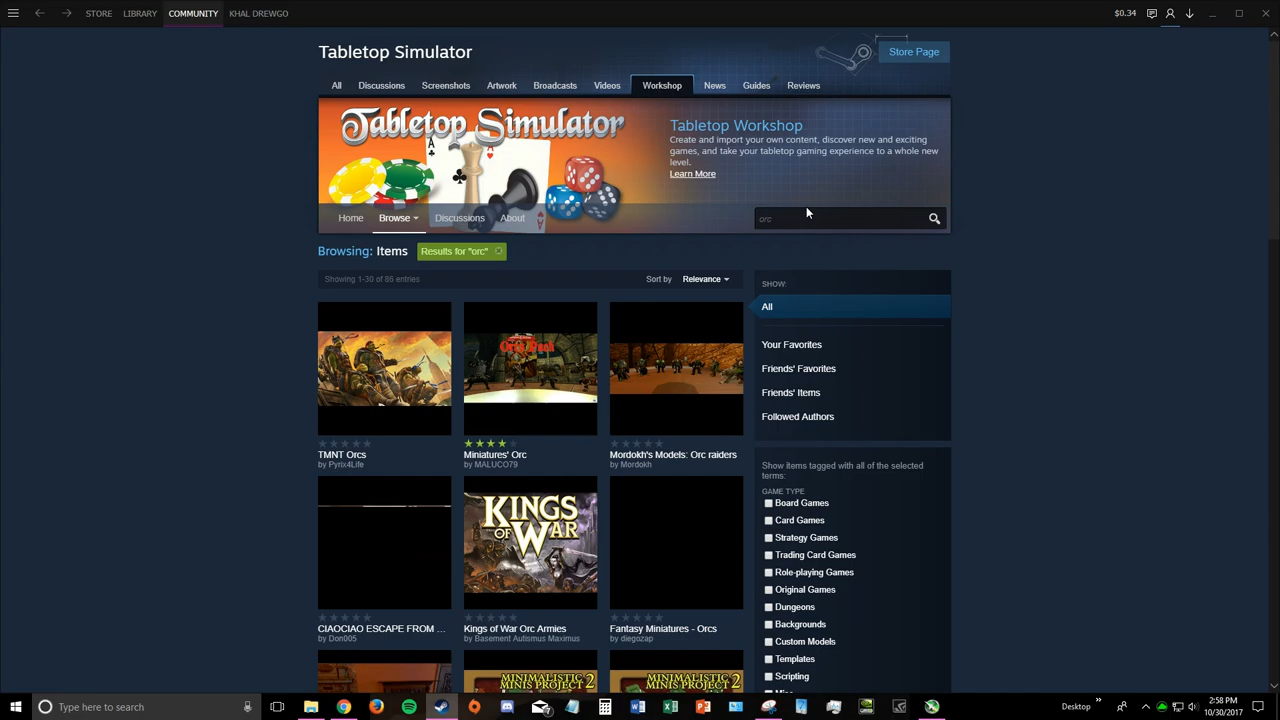 STORE LIBRARY COMMUNITY KHAL DREWGO $0.34
Tabletop Simulator
Store Page
All Discussions Screenshots Artwork Broadcasts Videos Workshop News Guides Reviews
Tabletop Simulator
Tabletop Workshop
Create and import your own content, discover new and exciting
games, and take your tabletop gaming experience to a whole new
level.
Learn More
Home Browse Discussions About
orc
Browsing: Items Results for "orc"
Showing 1-30 of 86 entries
Sort by Relevance
SHOW:
All
Your Favorites
Friends' Favorites
Friends' Items
Followed Authors
TMNT Orcs
by Pyrix4Life
Miniatures' Orc
by MALUCO79
Mordokh's Models: Orc raiders
by Mordokh
Show items tagged with all of the selected
terms:
GAME TYPE
Board Games
Card Games
Strategy Games
Trading Card Games
Role-playing Games
Original Games
Dungeons
Backgrounds
Custom Models
Templates
Scripting
KINGS
OF
WAR
CIAOCIAO ESCAPE FROM ...
by Don005
Kings of War Orc Armies
by Basement Autismus Maximus
Fantasy Miniatures - Orcs
by diegozap
MINIMALISTIC
MINIS PROJECT 2
MINIMALISTIC
MINIS PROJECT 2
Type here to search
Desktop
2:58 PM
10/30/2017